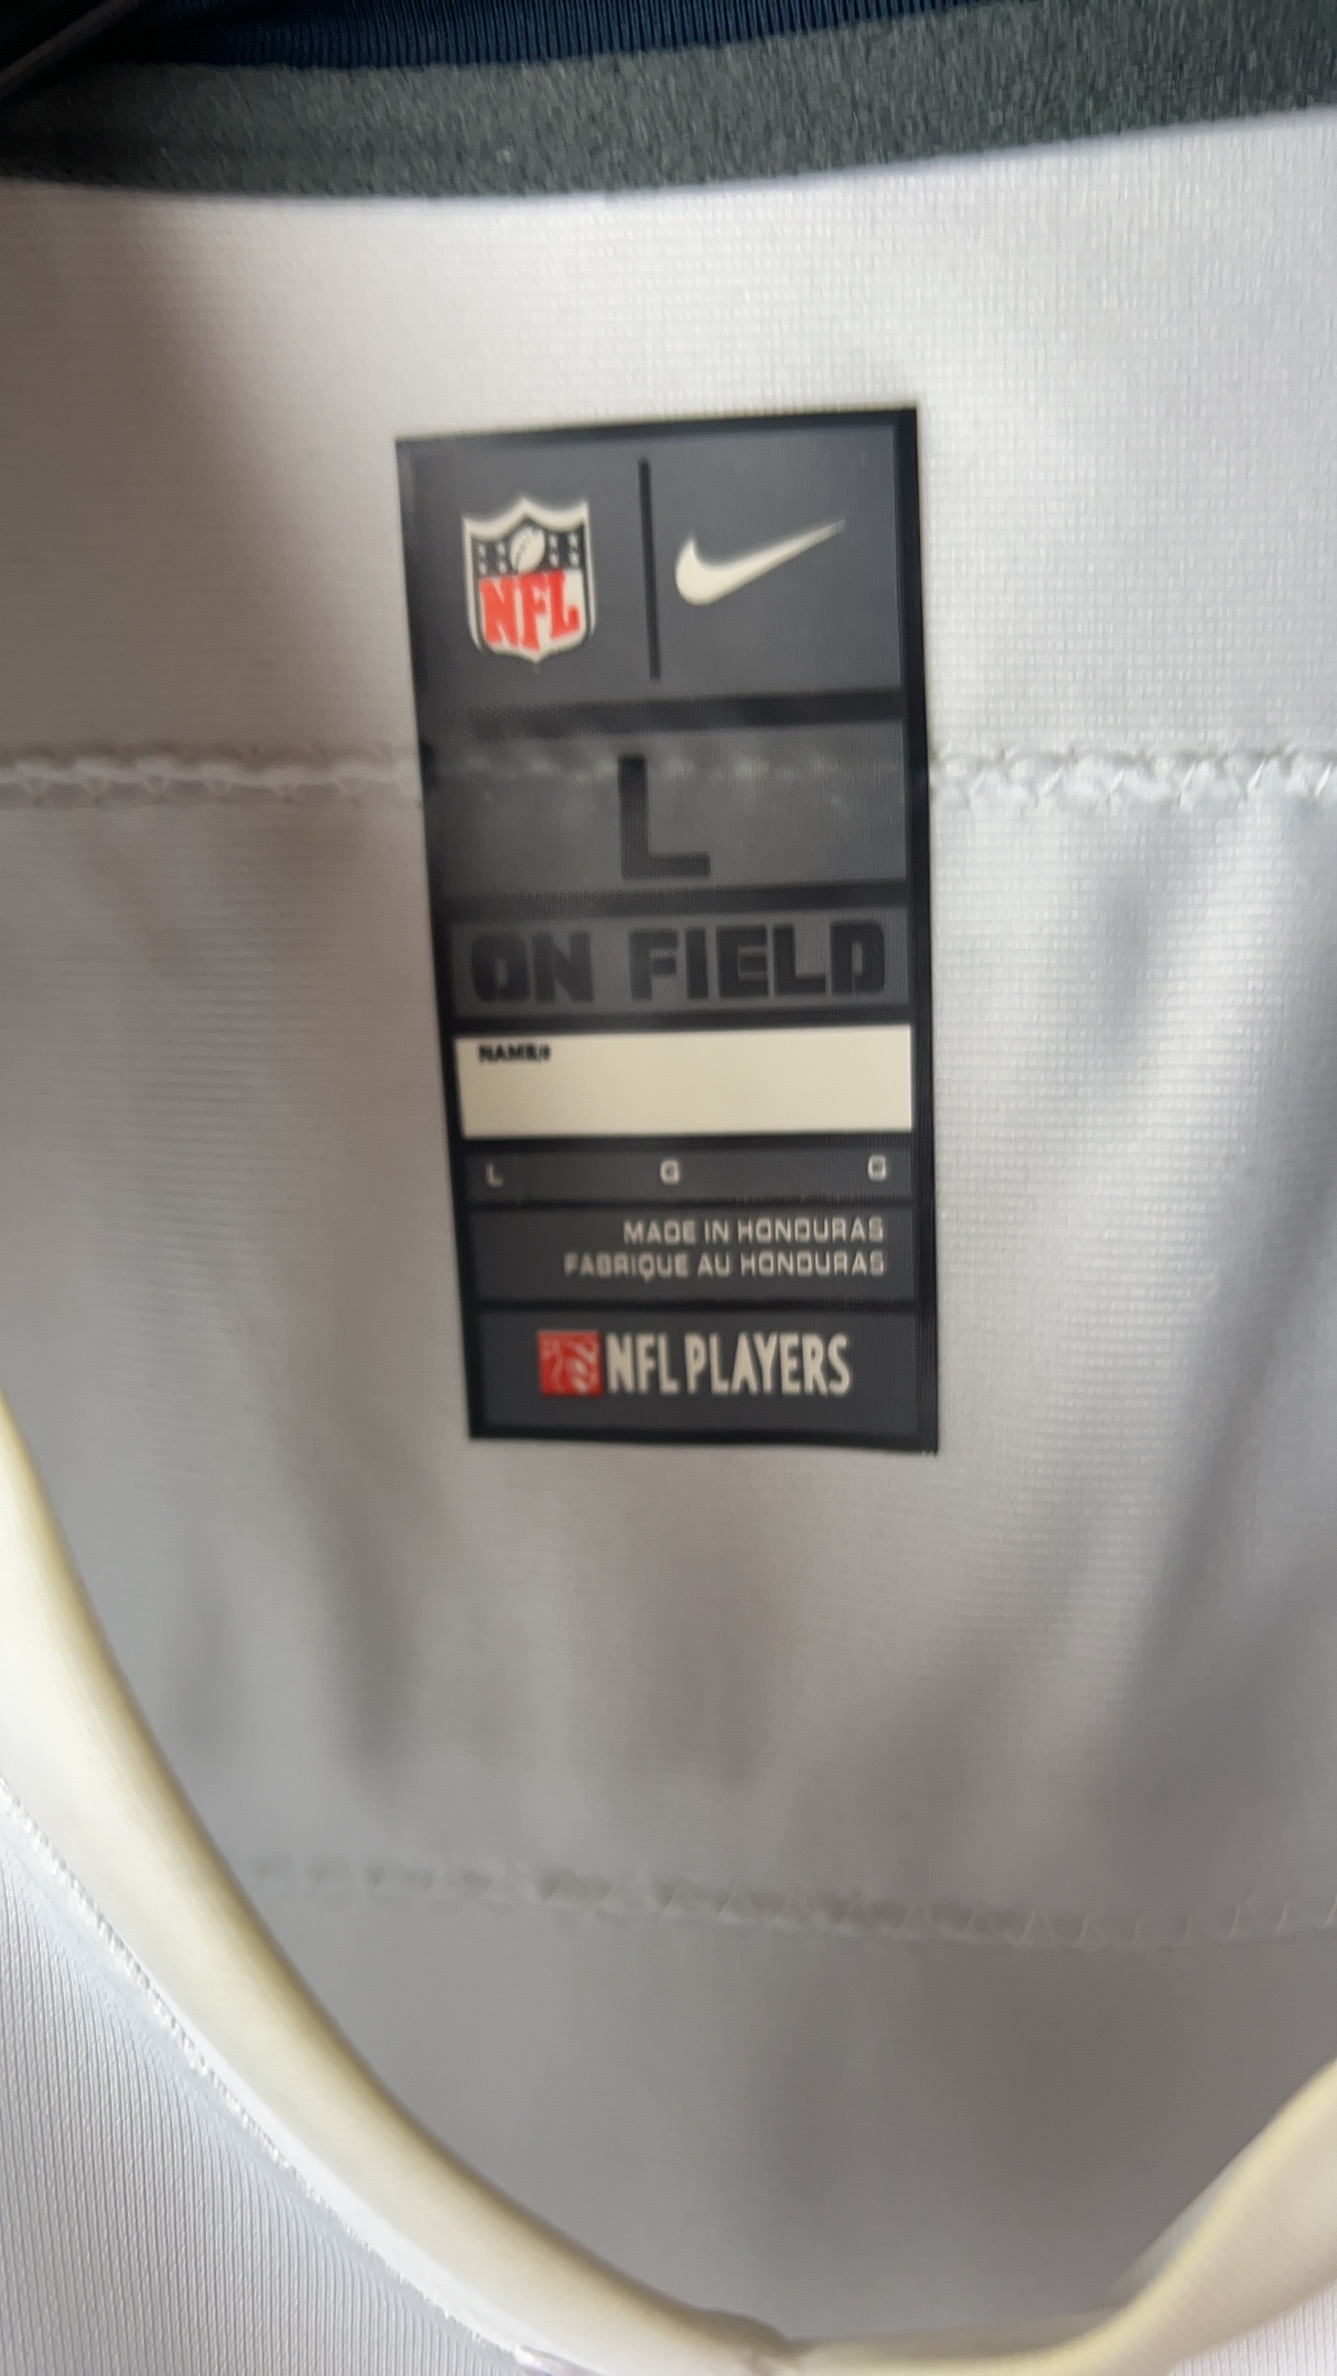 NFL
L
ON FIELD
NAME/#
L G G
MADE IN HONDURAS
FABRIQUE AU HONDURAS
NFL PLAYERS